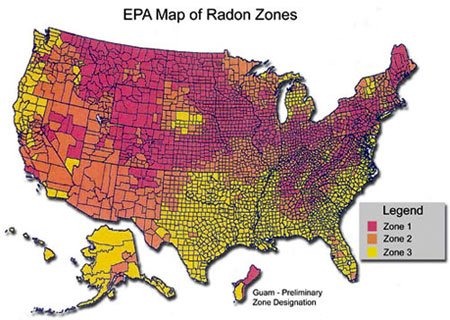 EPA Map of Radon Zones
Legend
Zone 1
Zone 2
Zone 3
Guam - Preliminary
Zone Designation